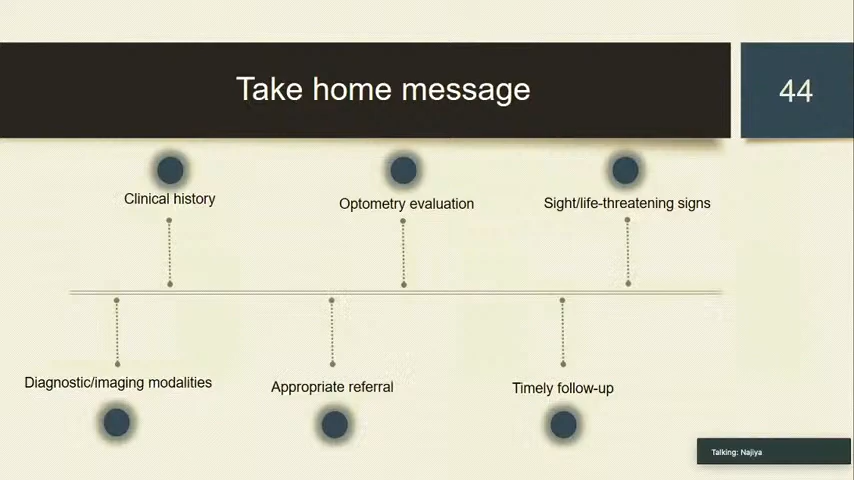 Take home message
44
Clinical history
Optometry evaluation
Sight/life-threatening signs
Diagnostic/imaging modalities
Appropriate referral
Timely follow-up
Talking: Najiya